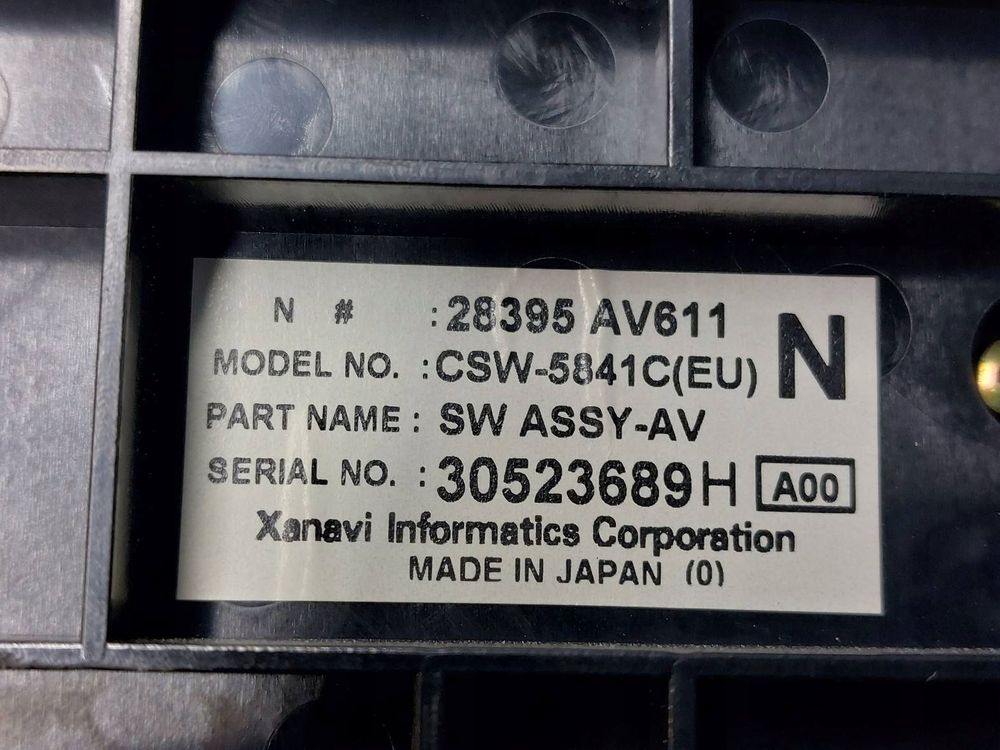 N # : 28395 AV611
N
MODEL NO. : CSW-5841C(EU)
PART NAME : SW ASSY-AV
SERIAL NO. : 30523689H A00
Xanavi Informatics Corporation
MADE IN JAPAN (0)